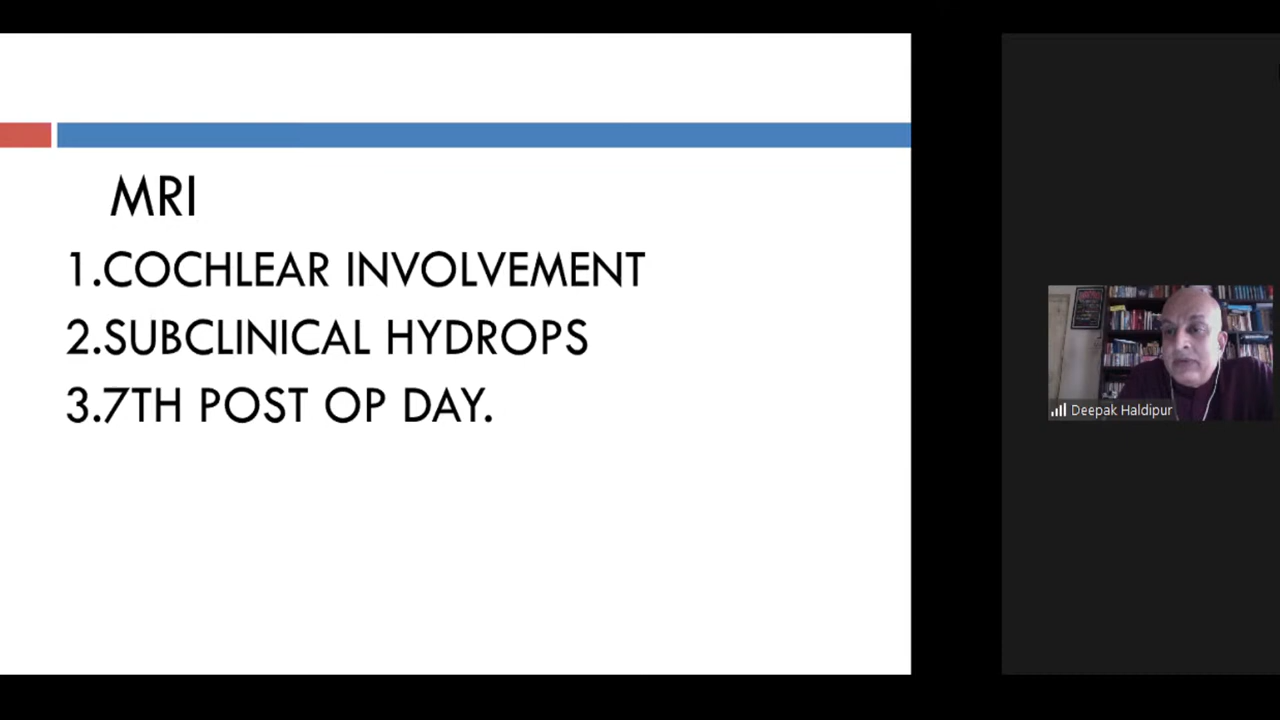 MRI
1.COCHLEAR INVOLVEMENT
2.SUBCLINICAL HYDROPS
3.7TH POST OP DAY.
Deepak Haldipur